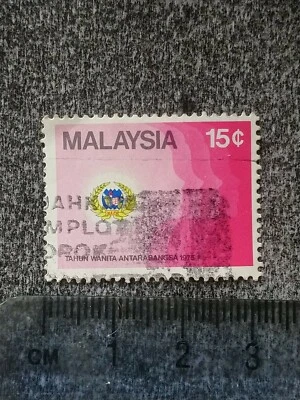 MALAYSIA 15¢
TAHUN WANITA ANTARABANGSA 1975
CM 1 2 3